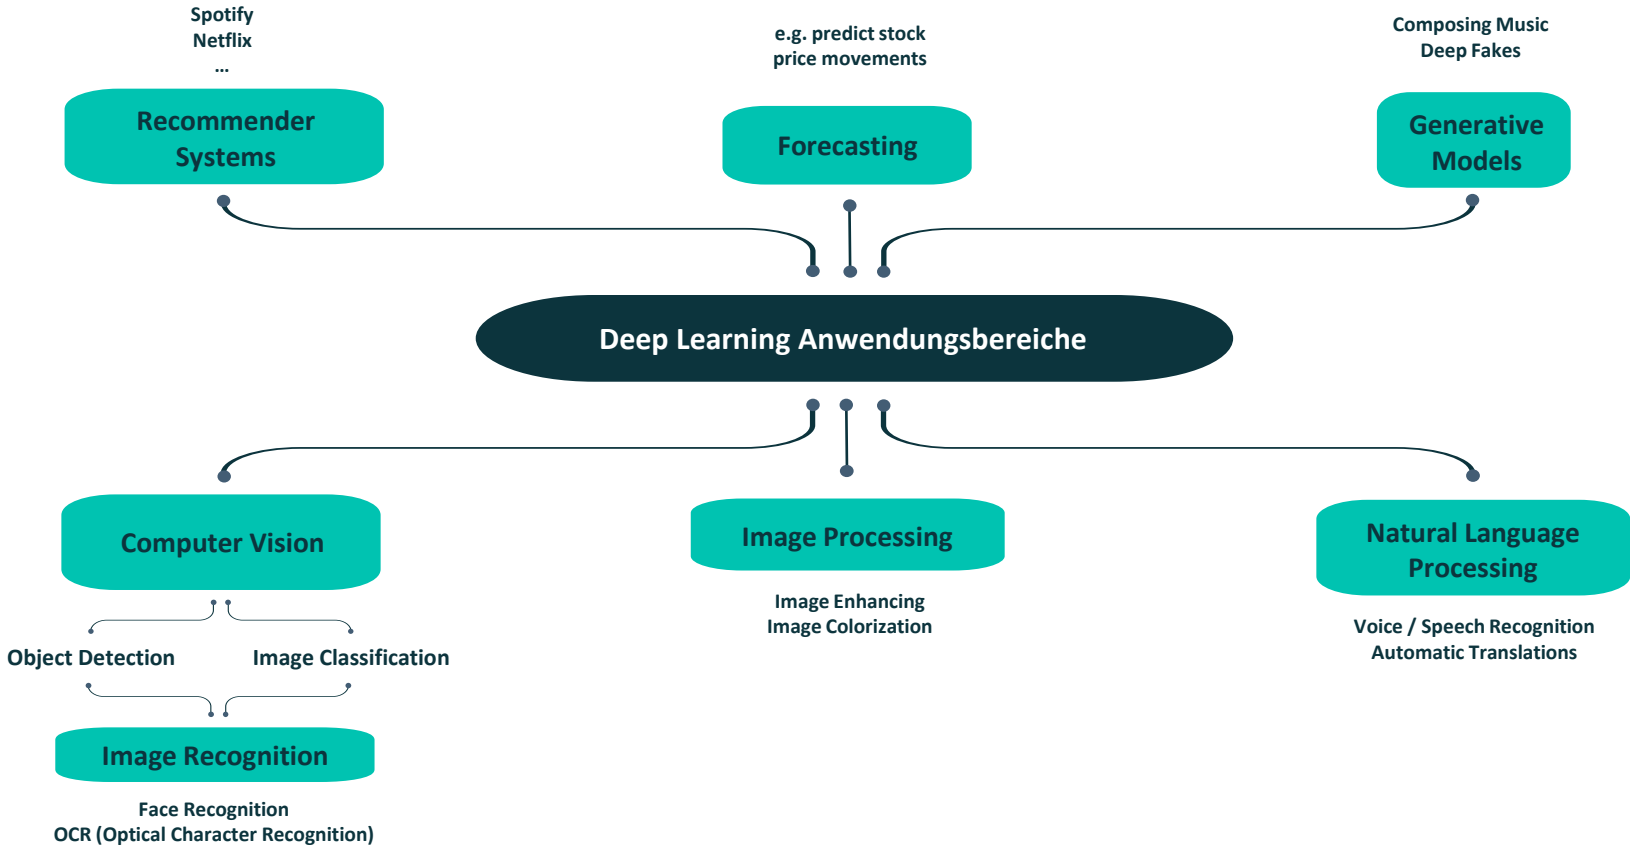 Spotify
Netflix
...
Recommender
Systems
e.g. predict stock
price movements
Forecasting
Composing Music
Deep Fakes
Generative
Models
Deep Learning Anwendungsbereiche
Computer Vision
Object Detection
Image Classification
Image Recognition
Face Recognition
OCR (Optical Character Recognition)
Image Processing
Image Enhancing
Image Colorization
Natural Language
Processing
Voice / Speech Recognition
Automatic Translations